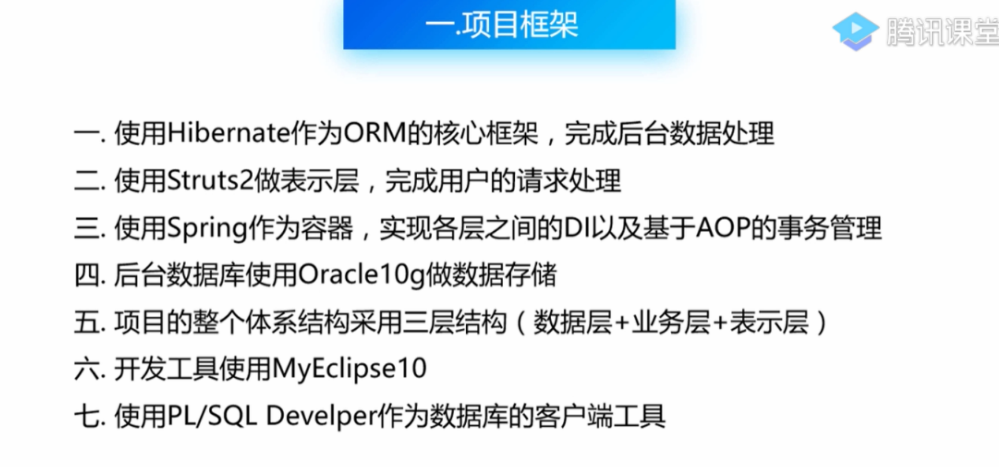 一.项目框架
腾讯课堂
一. 使用Hibernate作为ORM的核心框架，完成后台数据处理
二. 使用Struts2做表示层，完成用户的请求处理
三. 使用Spring作为容器，实现各层之间的DI以及基于AOP的事务管理
四. 后台数据库使用Oracle10g做数据存储
五. 项目的整个体系结构采用三层结构（数据层+业务层+表示层）
六. 开发工具使用MyEclipse10
七. 使用PL/SQL Develper作为数据库的客户端工具